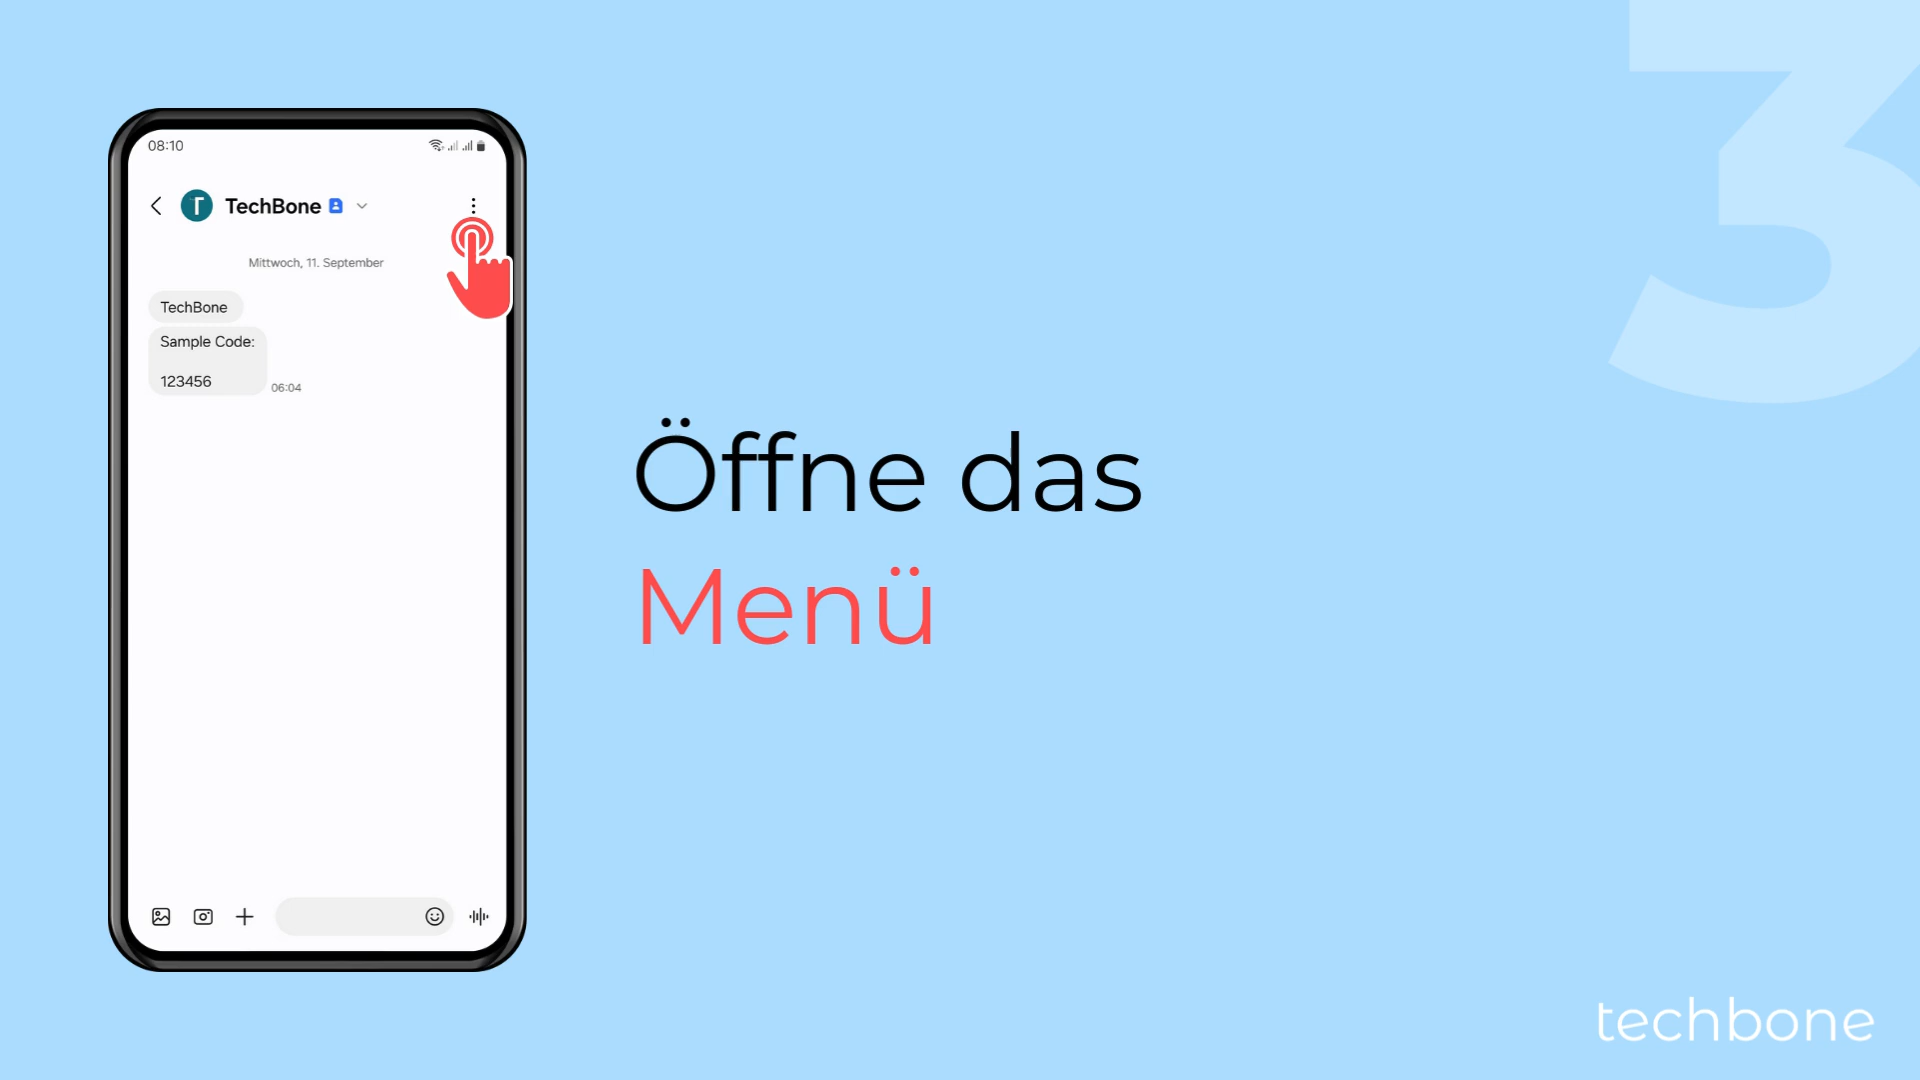 3
08:10
T TechBone
Mittwoch, 11. September
TechBone
Sample Code:
123456
06:04
Öffne das
Menü
techbone